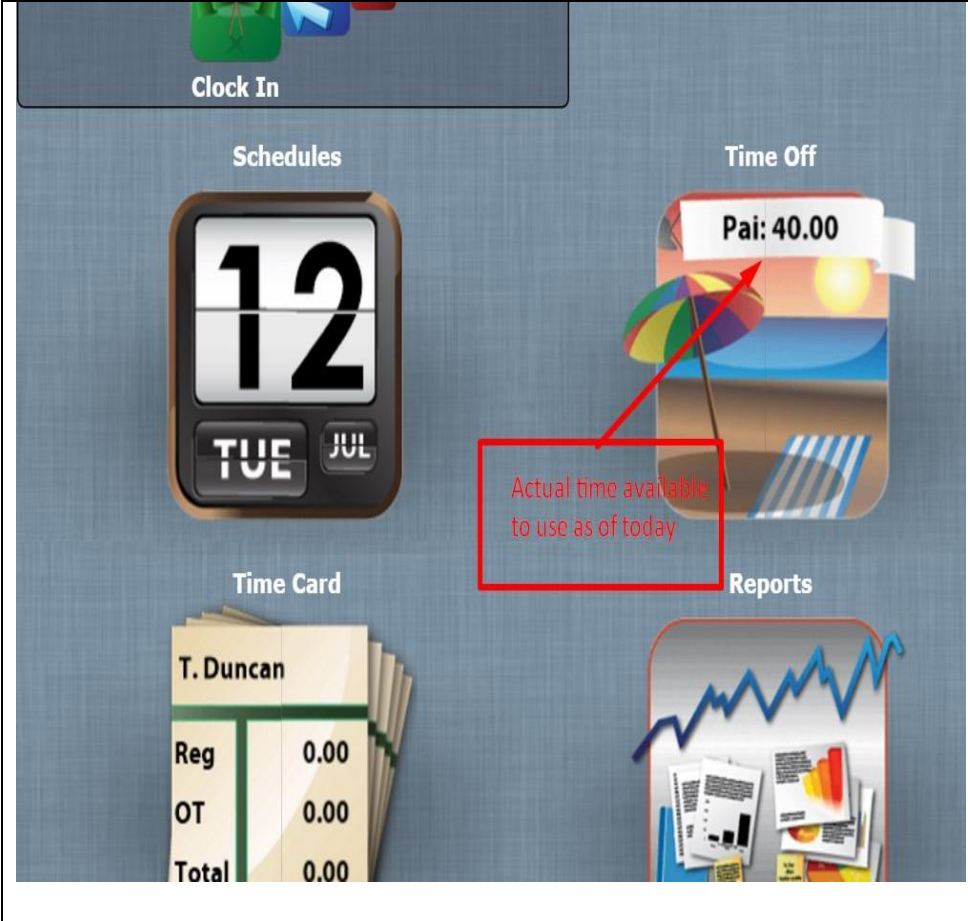 Clock In
Schedules
Time Off
Pai: 40.00
12
TUE
JUL
Actual time available
to use as of today
Time Card
Reports
T. Duncan
Reg 0.00
OT 0.00
Total 0.00